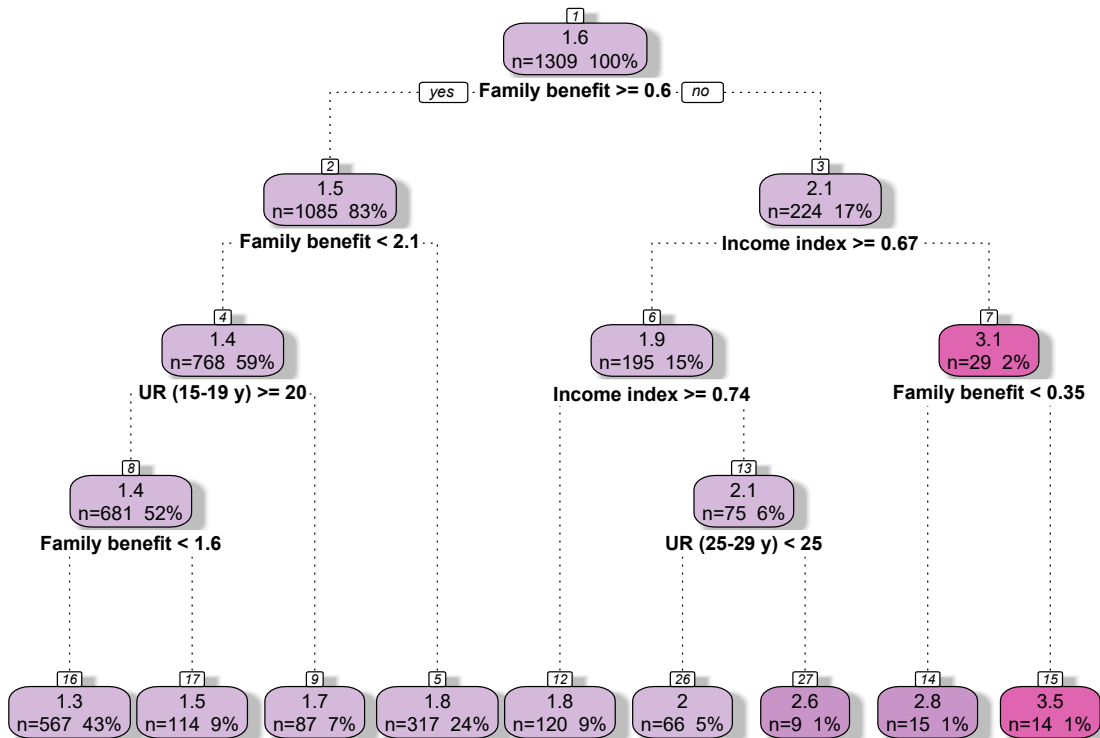 1
1.6
n=1309 100%
yes Family benefit >= 0.6 no
2
1.5
n=1085 83%
Family benefit < 2.1
3
2.1
n=224 17%
Income index >= 0.67
4
1.4
n=768 59%
UR (15-19 y) >= 20
6
1.9
n=195 15%
Income index >= 0.74
7
3.1
n=29 2%
Family benefit < 0.35
8
1.4
n=681 52%
Family benefit < 1.6
13
2.1
n=75 6%
UR (25-29 y) < 25
16
1.3
n=567 43%
17
1.5
n=114 9%
9
1.7
n=87 7%
5
1.8
n=317 24%
12
1.8
n=120 9%
26
2
n=66 5%
27
2.6
n=9 1%
14
2.8
n=15 1%
15
3.5
n=14 1%